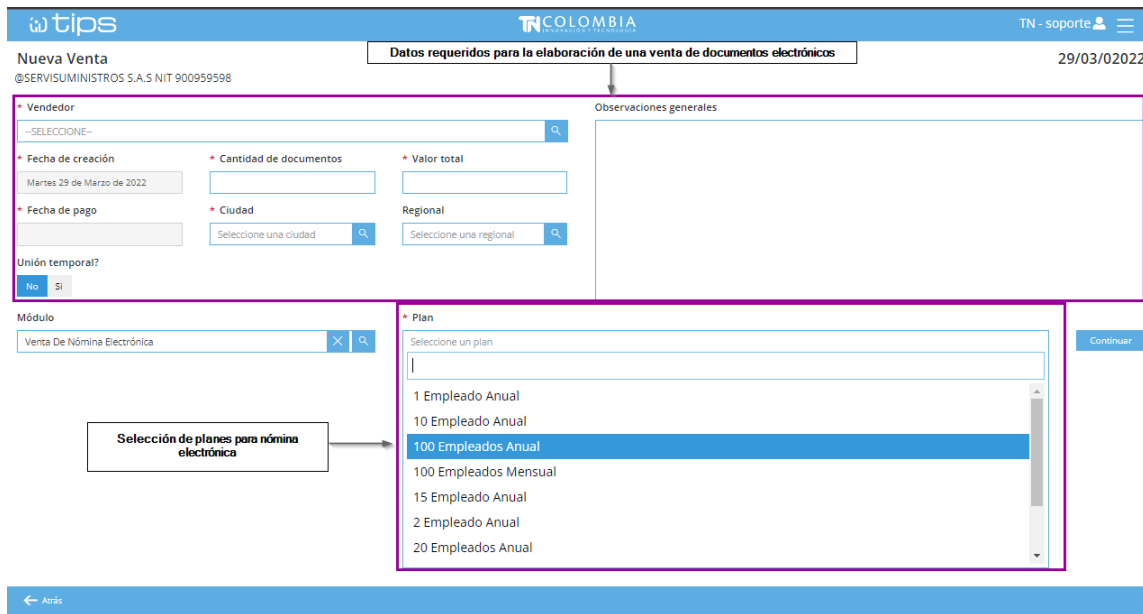 tips
TN COLOMBIA
INNOVACIÓN Y TECNOLOGÍA
TN - soporte
Datos requeridos para la elaboración de una venta de documentos electrónicos
Nueva Venta
29/03/02022
@SERVISUMINISTROS S.A.S NIT 900959598
* Vendedor
Observaciones generales
--SELECCIONE--
* Fecha de creación * Cantidad de documentos * Valor total
Martes 29 de Marzo de 2022
* Fecha de pago * Ciudad Regional
Seleccione una ciudad Seleccione una regional
Unión temporal?
No Si
Módulo * Plan
Venta De Nómina Electrónica Seleccione un plan Continuar
1 Empleado Anual
10 Empleado Anual
100 Empleados Anual
100 Empleados Mensual
15 Empleado Anual
2 Empleado Anual
20 Empleados Anual
Selección de planes para nómina
electrónica
Atrás